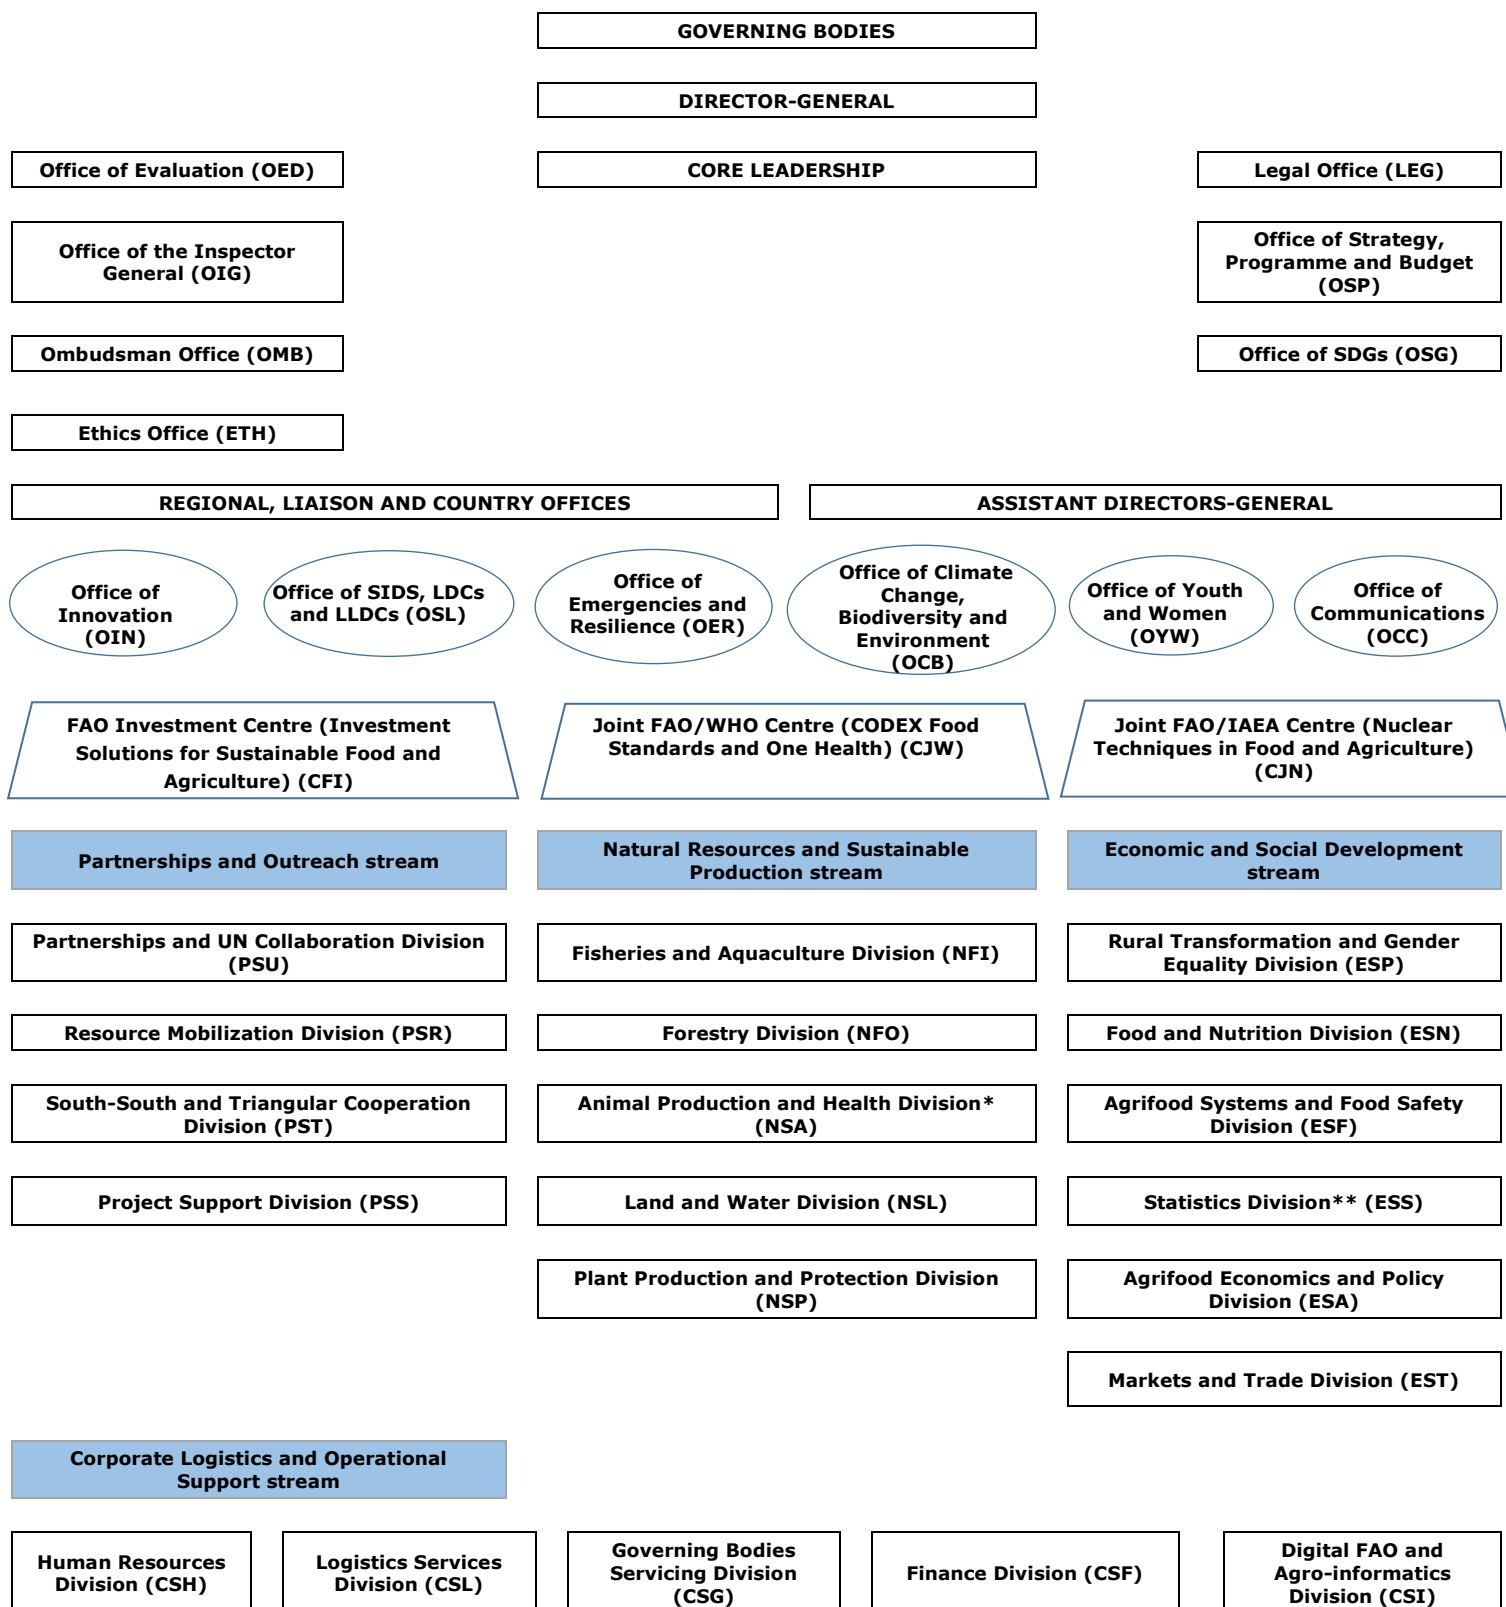 GOVERNING BODIES
DIRECTOR-GENERAL
Office of Evaluation (OED)
CORE LEADERSHIP
Legal Office (LEG)
Office of the Inspector
General (OIG)
Office of Strategy,
Programme and Budget
(OSP)
Ombudsman Office (OMB)
Office of SDGs (OSG)
Ethics Office (ETH)
REGIONAL, LIAISON AND COUNTRY OFFICES
ASSISTANT DIRECTORS-GENERAL
Office of
Innovation
(OIN)
Office of SIDS, LDCs
and LLDCs (OSL)
Office of
Emergencies and
Resilience (OER)
Office of Climate
Change,
Biodiversity and
Environment
(OCB)
Office of Youth
and Women
(OYW)
Office of
Communications
(OCC)
FAO Investment Centre (Investment
Solutions for Sustainable Food and
Agriculture) (CFI)
Joint FAO/WHO Centre (CODEX Food
Standards and One Health) (CJW)
Joint FAO/IAEA Centre (Nuclear
Techniques in Food and Agriculture)
(CJN)
Partnerships and Outreach stream
Natural Resources and Sustainable
Production stream
Economic and Social Development
stream
Partnerships and UN Collaboration Division
(PSU)
Fisheries and Aquaculture Division (NFI)
Rural Transformation and Gender
Equality Division (ESP)
Resource Mobilization Division (PSR)
Forestry Division (NFO)
Food and Nutrition Division (ESN)
South-South and Triangular Cooperation
Division (PST)
Animal Production and Health Division*
(NSA)
Agrifood Systems and Food Safety
Division (ESF)
Project Support Division (PSS)
Land and Water Division (NSL)
Statistics Division** (ESS)
Plant Production and Protection Division
(NSP)
Agrifood Economics and Policy
Division (ESA)
Markets and Trade Division (EST)
Corporate Logistics and Operational
Support stream
Human Resources
Division (CSH)
Logistics Services
Division (CSL)
Governing Bodies
Servicing Division
(CSG)
Finance Division (CSF)
Digital FAO and
Agro-informatics
Division (CSI)